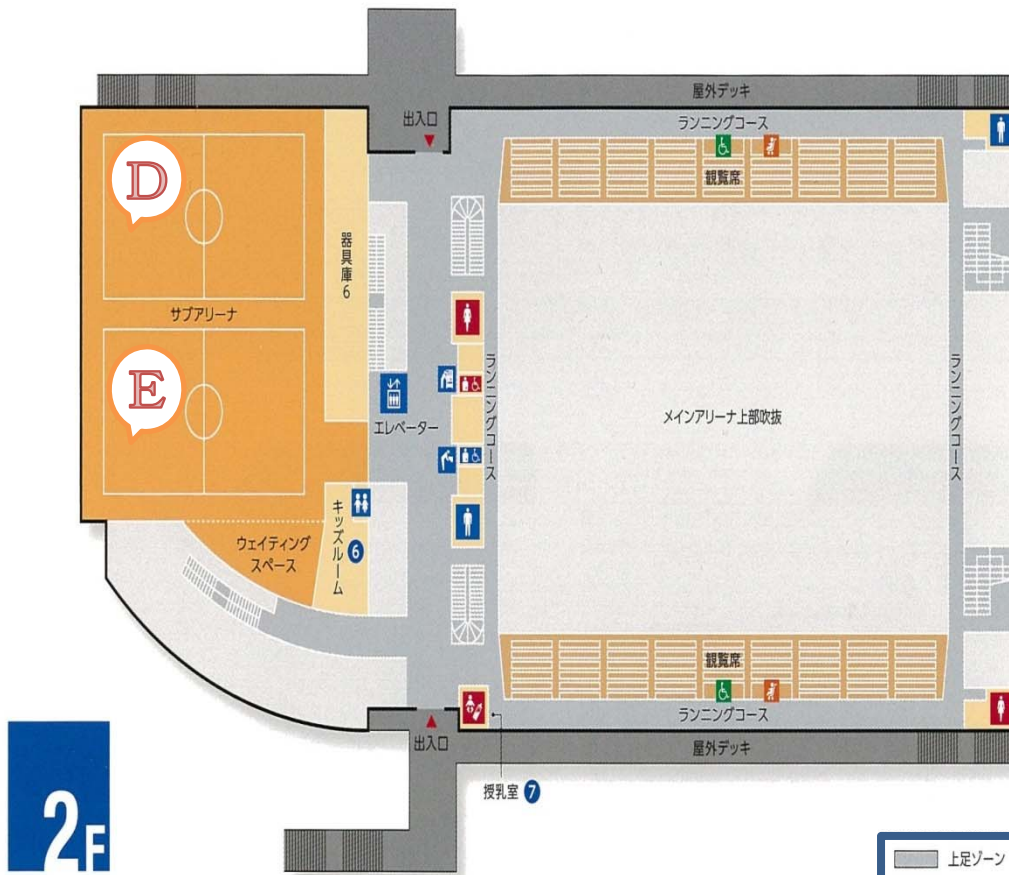 屋外デッキ
出入口
ランニングコース
観覧席
D
器具庫6
サブアリーナ
E
エレベーター
ランニングコース
メインアリーナ上部吹抜
ランニングコース
キッズルーム 6
ウェイティング
スペース
観覧席
ランニングコース
出入口
屋外デッキ
授乳室 7
2F
上足ゾーン